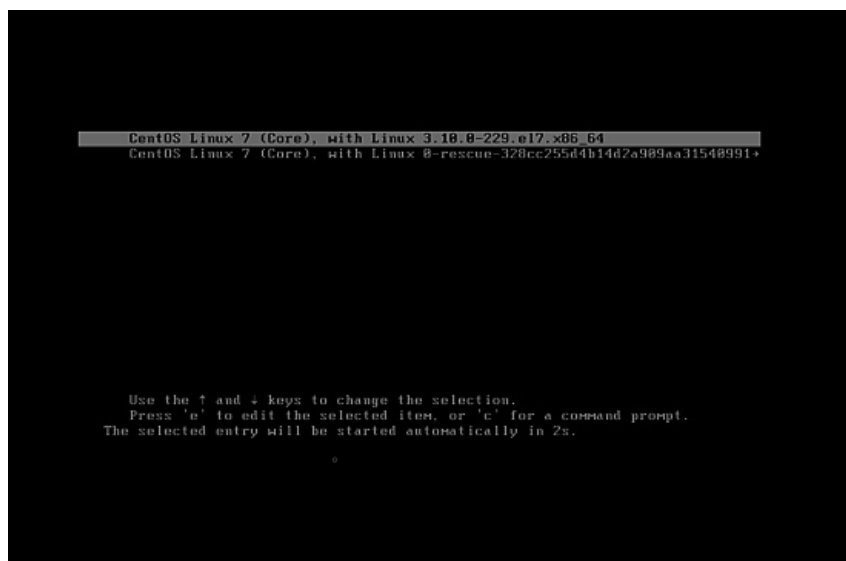 CentOS Linux 7 (Core), with Linux 3.10.0-229.el7.x86_64
CentOS Linux 7 (Core), with Linux 0-rescue-328cc255d4b14d2a909aa31540991→
Use the ↑ and ↓ keys to change the selection.
Press 'e' to edit the selected item, or 'c' for a command prompt.
The selected entry will be started automatically in 2s.